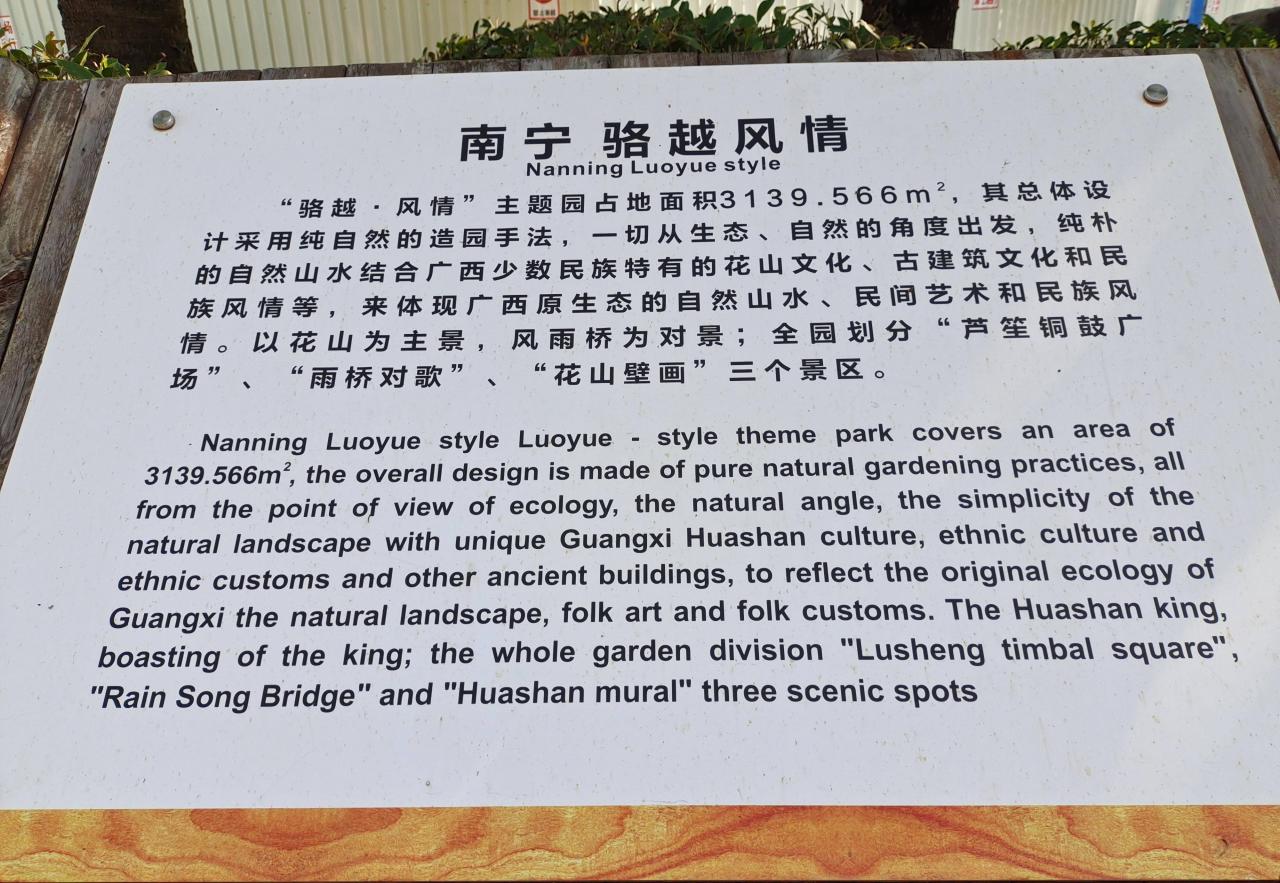 南宁 骆越风情
Nanning Luoyue style
“骆越·风情”主题园占地面积3139.566m²，其总体设
计采用纯自然的造园手法，一切从生态、自然的角度出发，纯朴
的自然山水结合广西少数民族特有的花山文化、古建筑文化和民
族风情等，来体现广西原生态的自然山水、民间艺术和民族风
情。以花山为主景，风雨桥为对景；全园划分“芦笙铜鼓广
场”、“雨桥对歌”、“花山壁画”三个景区。
Nanning Luoyue style Luoyue - style theme park covers an area of
3139.566m², the overall design is made of pure natural gardening practices, all
from the point of view of ecology, the natural angle, the simplicity of the
natural landscape with unique Guangxi Huashan culture, ethnic culture and
ethnic customs and other ancient buildings, to reflect the original ecology of
Guangxi the natural landscape, folk art and folk customs. The Huashan king,
boasting of the king; the whole garden division "Lusheng timbal square",
"Rain Song Bridge" and "Huashan mural" three scenic spots